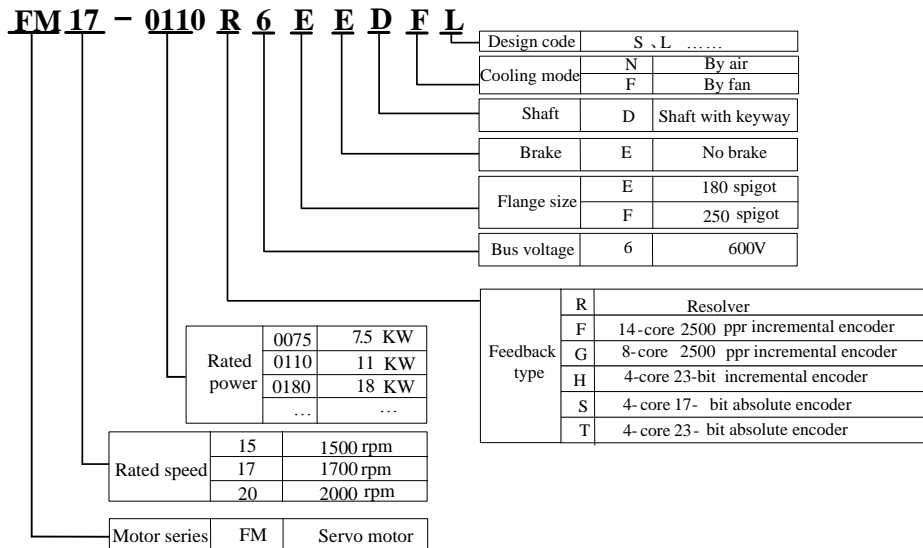 FM17-0110R6EEDFL
Design code S、L ……
Cooling mode N By air
F By fan
Shaft D Shaft with keyway
Brake E No brake
Flange size E 180 spigot
F 250 spigot
Bus voltage 6 600V
Feedback type R Resolver
F 14-core 2500 ppr incremental encoder
G 8-core 2500 ppr incremental encoder
H 4-core 23-bit incremental encoder
S 4-core 17- bit absolute encoder
T 4-core 23- bit absolute encoder
Rated power 0075 7.5 KW
0110 11 KW
0180 18 KW
… …
Rated speed 15 1500 rpm
17 1700 rpm
20 2000 rpm
Motor series FM Servo motor